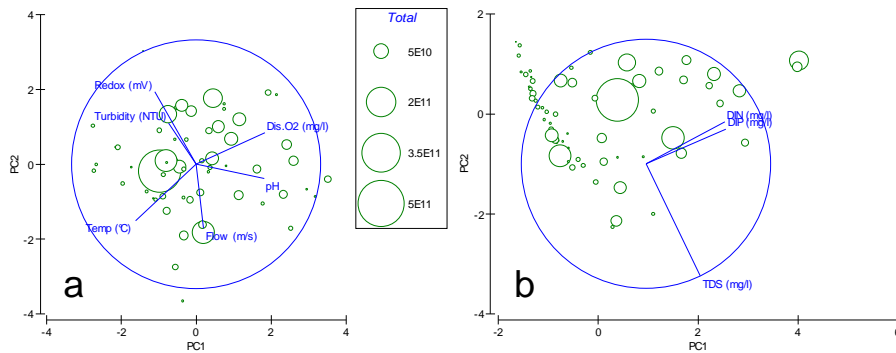 4
2
0
-2
-4
PC2
-4
-2
0
2
4
PC1
Redox (mV)
Turbidity (NTU)
Dis.O2 (mg/l)
pH
Temp (°C)
Flow (m/s)
a
Total
5E10
2E11
3.5E11
5E11
2
0
-2
-4
PC2
-2
0
2
4
6
PC1
DIN (mg/l)
DIP (mg/l)
TDS (mg/l)
b